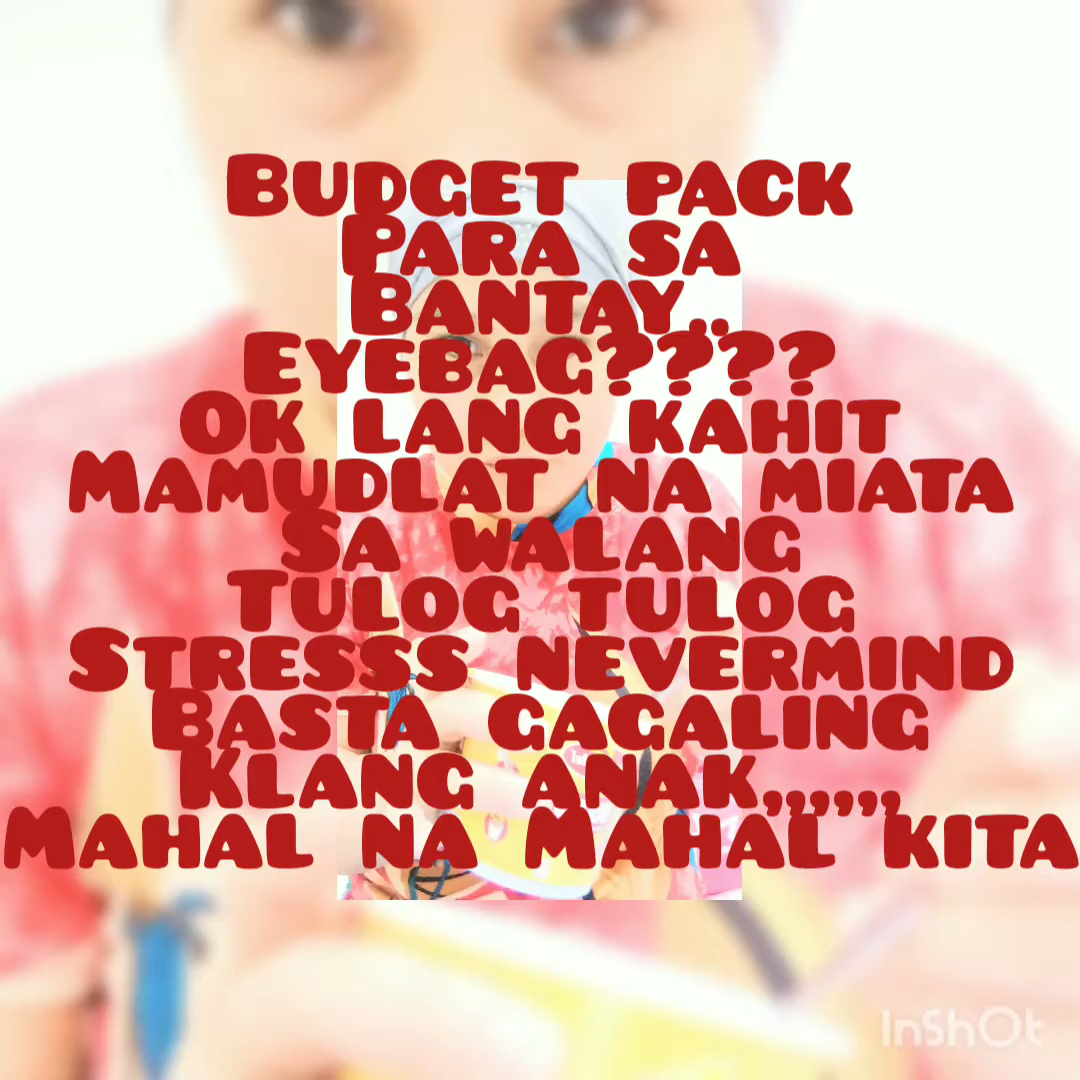 Budget pack
Para sa
Bantay,..
Eyebag????
Ok lang kahit
Mamudlat na miata
Sa walang
Tulog tulog
Stresss nevermind
Basta gagaling
Klang anak,,,,,,
Mahal na Mahal kita
InShOt